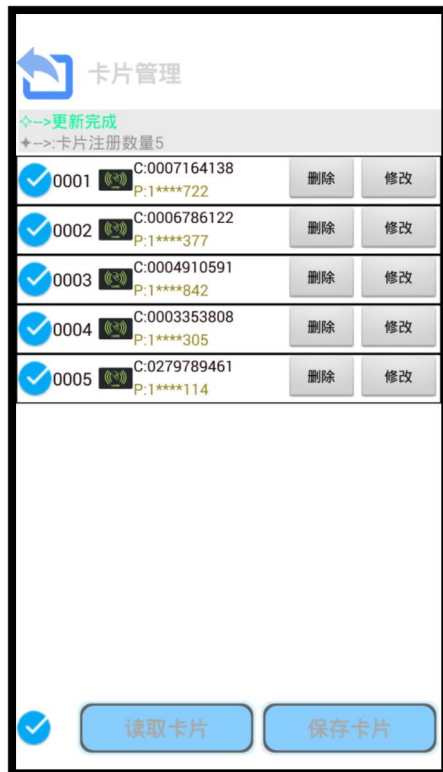 卡片管理
✧-->更新完成
✦-->:卡片注册数量5
0001 C:0007164138 删除 修改
P:1****722
0002 C:0006786122 删除 修改
P:1****377
0003 C:0004910591 删除 修改
P:1****842
0004 C:0003353808 删除 修改
P:1****305
0005 C:0279789461 删除 修改
P:1****114
读取卡片 保存卡片